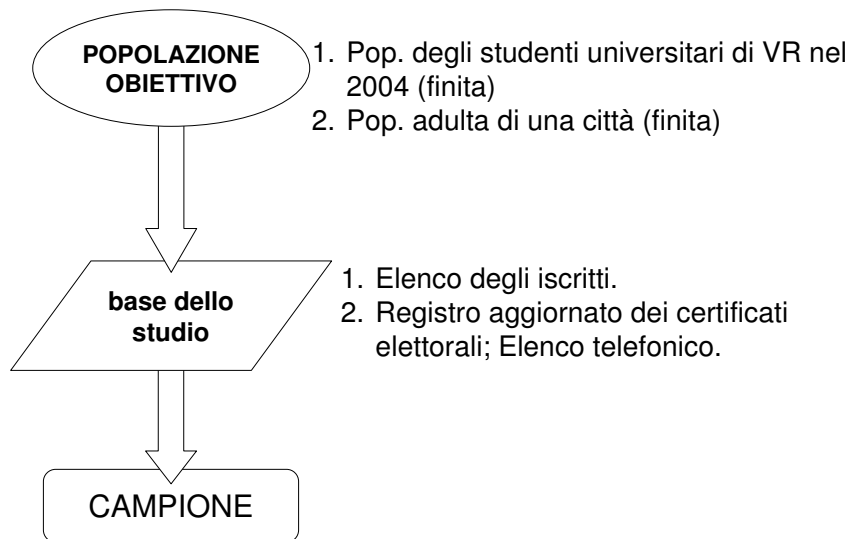 POPOLAZIONE
OBIETTIVO
1. Pop. degli studenti universitari di VR nel
2004 (finita)
2. Pop. adulta di una città (finita)
base dello
studio
1. Elenco degli iscritti.
2. Registro aggiornato dei certificati
elettorali; Elenco telefonico.
CAMPIONE